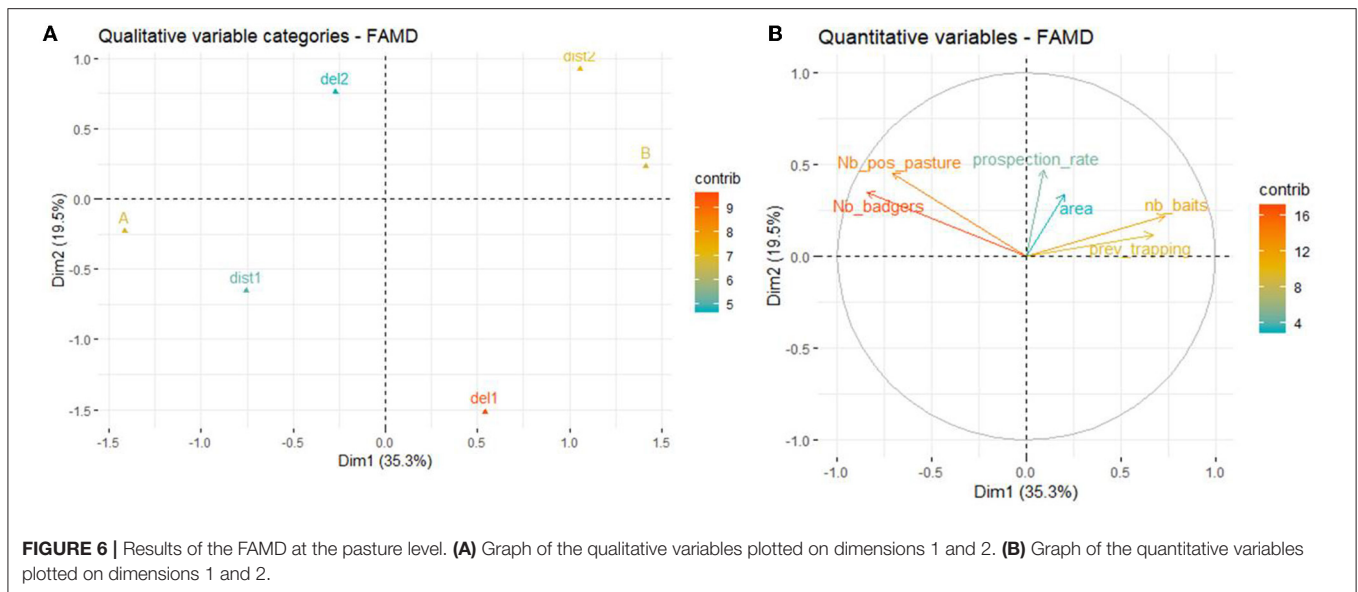 A
Qualitative variable categories - FAMD
1.0
0.5
0.0
-0.5
-1.0
-1.5
Dim2 (19.5%)
dist2
del2
B
A
dist1
del1
-1.5 -1.0 -0.5 0.0 0.5 1.0 1.5
Dim1 (35.3%)
contrib
9
8
7
6
5
B
Quantitative variables - FAMD
1.0
0.5
0.0
-0.5
-1.0
Dim2 (19.5%)
Nb_pos_pasture
prospection_rate
Nb_badgers
area
nb_baits
prev_trapping
-1.0 -0.5 0.0 0.5 1.0
Dim1 (35.3%)
contrib
16
12
8
4
FIGURE 6 | Results of the FAMD at the pasture level. (A) Graph of the qualitative variables plotted on dimensions 1 and 2. (B) Graph of the quantitative variables
plotted on dimensions 1 and 2.